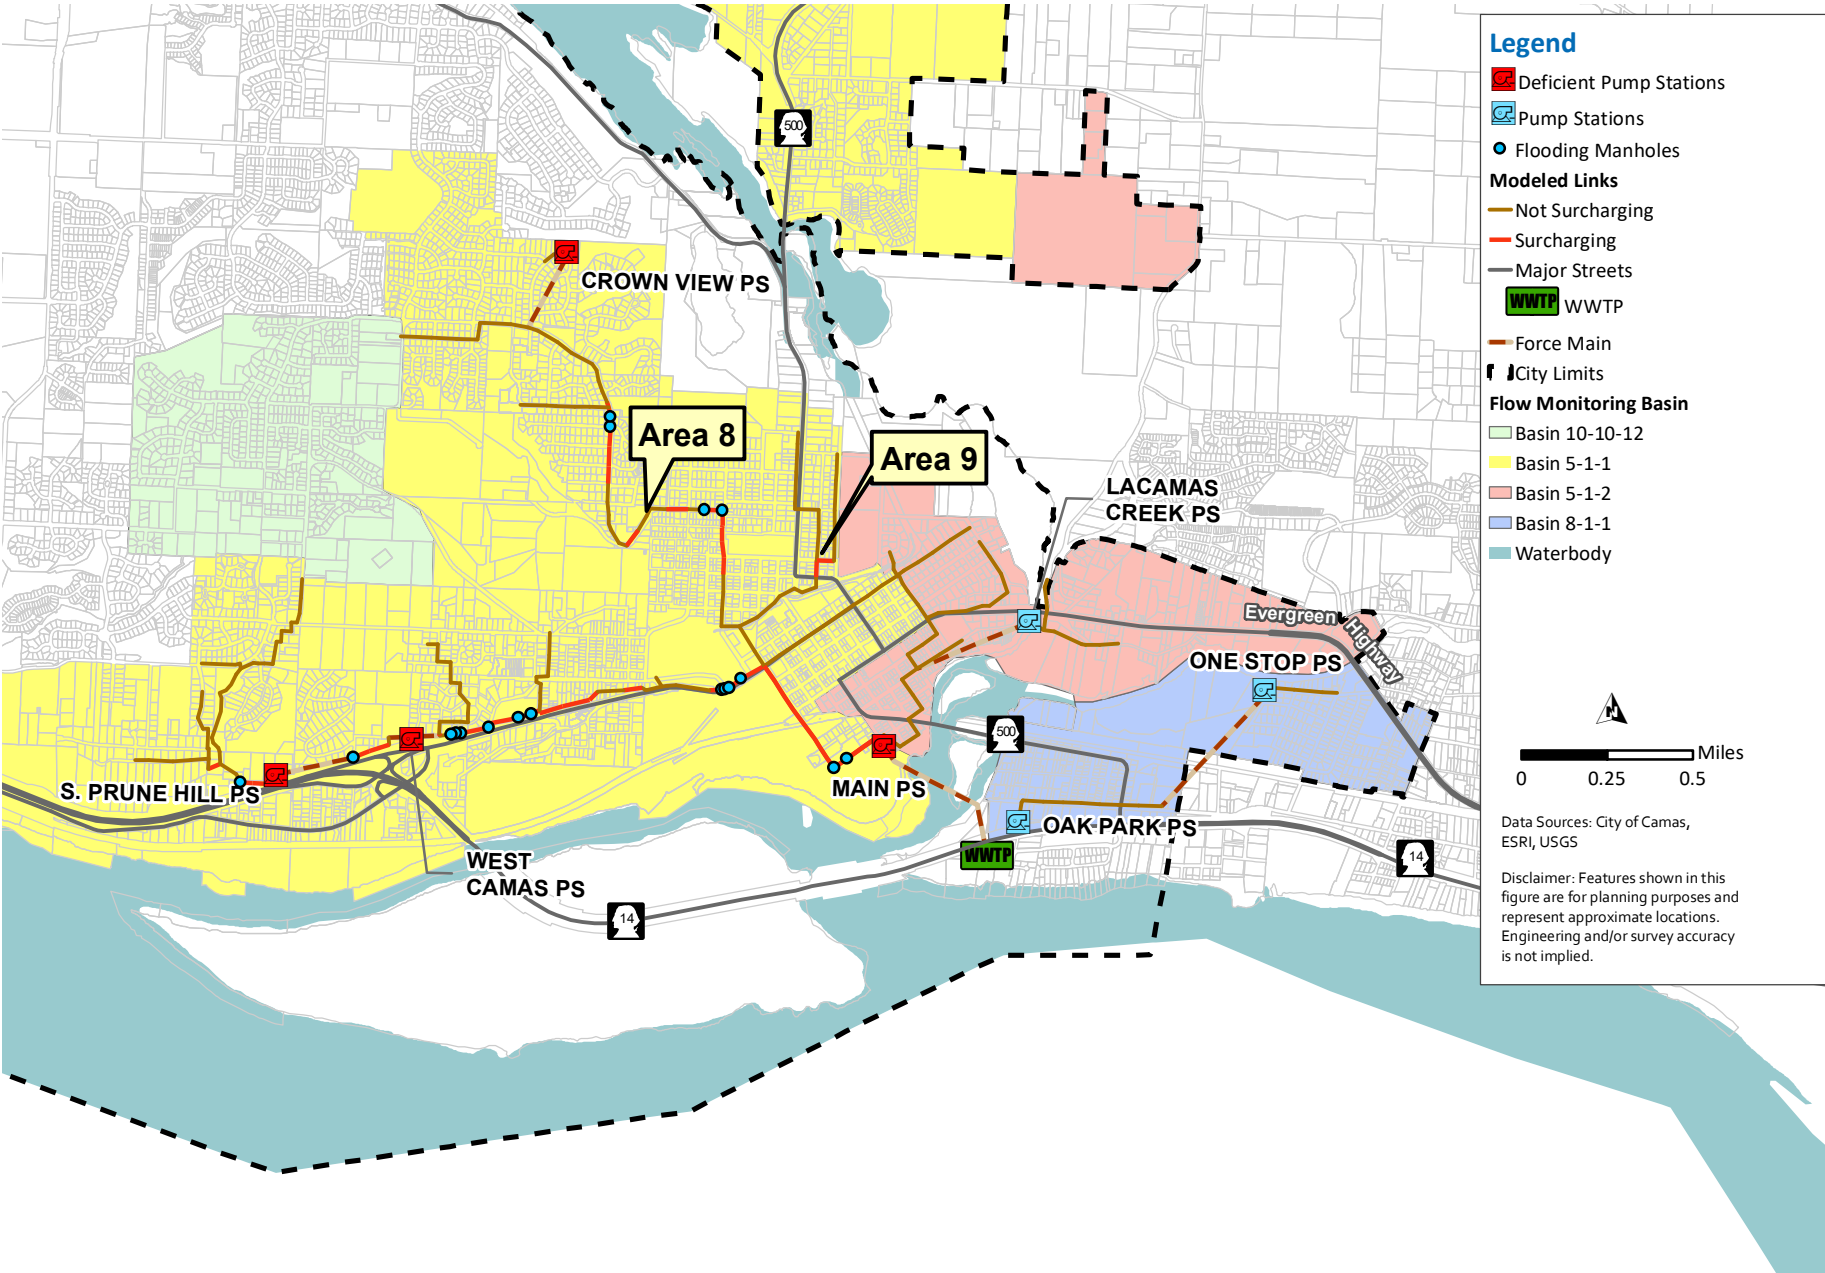 500
CROWN VIEW PS
Area 8
Area 9
LACAMAS
CREEK PS
Evergreen
Highway
ONE STOP PS
500
S. PRUNE HILL PS
MAIN PS
OAK PARK PS
WWTP
WEST
CAMAS PS
14
14
Legend
Deficient Pump Stations
Pump Stations
Flooding Manholes
Modeled Links
Not Surcharging
Surcharging
Major Streets
WWTP WWTP
Force Main
City Limits
Flow Monitoring Basin
Basin 10-10-12
Basin 5-1-1
Basin 5-1-2
Basin 8-1-1
Waterbody
N
Miles
0 0.25 0.5
Data Sources: City of Camas,
ESRI, USGS
Disclaimer: Features shown in this
figure are for planning purposes and
represent approximate locations.
Engineering and/or survey accuracy
is not implied.